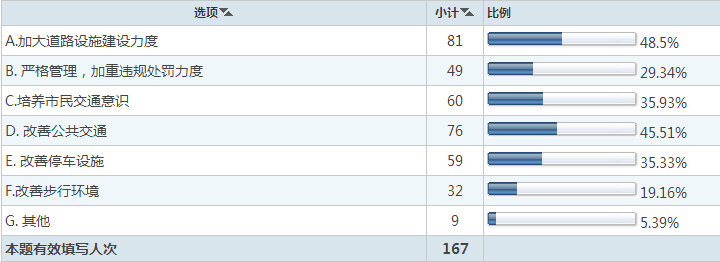 选项 小计 比例
A.加大道路设施建设力度 81 48.5%
B. 严格管理，加重违规处罚力度 49 29.34%
C.培养市民交通意识 60 35.93%
D. 改善公共交通 76 45.51%
E. 改善停车设施 59 35.33%
F.改善步行环境 32 19.16%
G. 其他 9 5.39%
本题有效填写人次 167